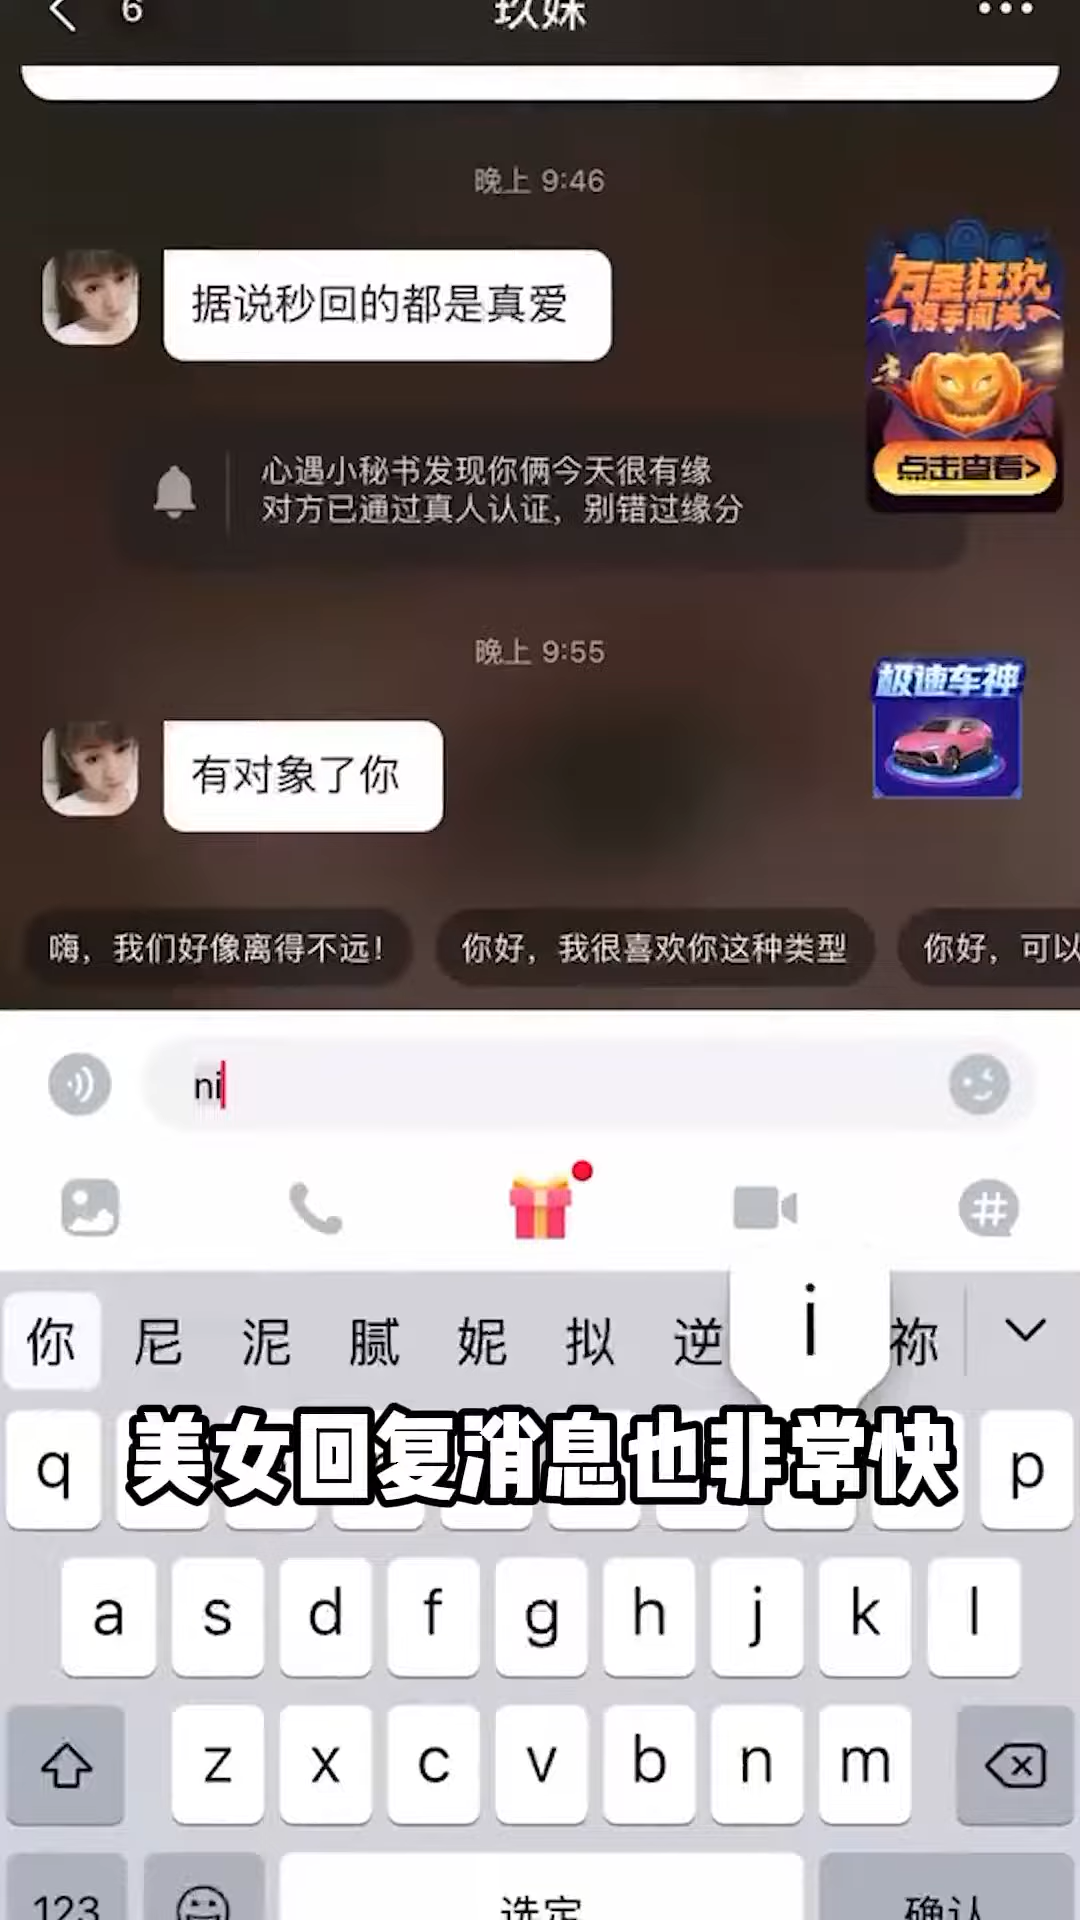 6
玖妹
晚上 9:46
据说秒回的都是真爱
万圣狂欢
携手闯关
点击查看>
心遇小秘书发现你俩今天很有缘
对方已通过真人认证，别错过缘分
晚上 9:55
极速车神
有对象了你
嗨，我们好像离得不远！
你好，我很喜欢你这种类型
你好，可以
ni
你 尼 泥 腻 妮 拟 逆 i 祢
美女回复消息也非常快
q p
a s d f g h j k l
z x c v b n m
123 选定 确认